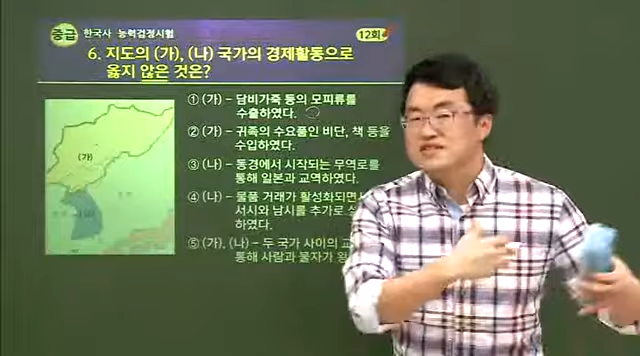 중급 한국사 능력검정시험
12회
6. 지도의 (가), (나) 국가의 경제활동으로
옳지 않은 것은?
(가)
① (가) - 담비가죽 등의 모피류를
수출하였다.
② (가) - 귀족의 수요품인 비단, 책 등을
수입하였다.
③ (나) - 동경에서 시작되는 무역로를
통해 일본과 교역하였다.
④ (나) - 물품 거래가 활성화되면서
서시와 남시를 추가로
하였다.
⑤ (가), (나) - 두 국가 사이의
통해 사람과 물자가